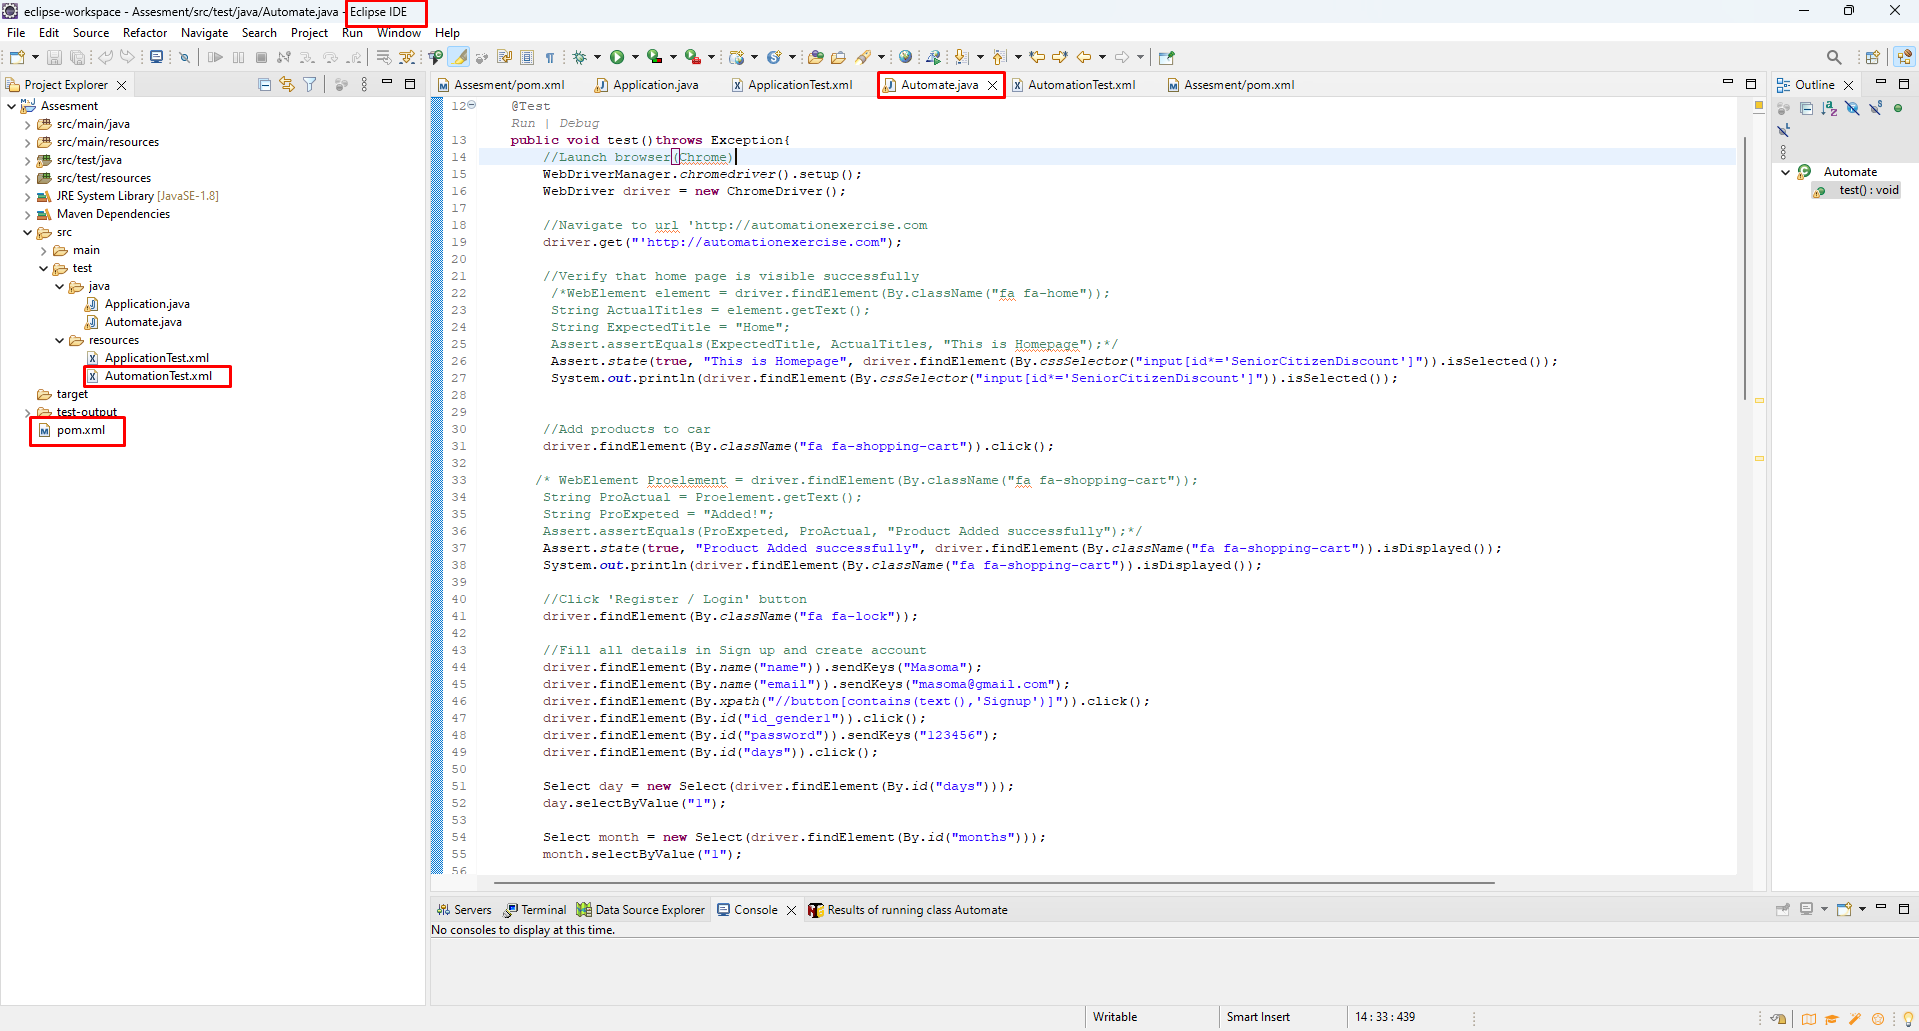 eclipse-workspace - Assesment/src/test/java/Automate.java - Eclipse IDE
File Edit Source Refactor Navigate Search Project Run Window Help
Project Explorer
Assesment
src/main/java
src/main/resources
src/test/java
src/test/resources
JRE System Library [JavaSE-1.8]
Maven Dependencies
src
main
test
java
Application.java
Automate.java
resources
ApplicationTest.xml
AutomationTest.xml
target
test-output
pom.xml
Assesment/pom.xml Application.java ApplicationTest.xml Automate.java AutomationTest.xml Assesment/pom.xml
12 @Test
Run | Debug
13 public void test()throws Exception{
14 //Launch browser(Chrome)
15 WebDriverManager.chromedriver().setup();
16 WebDriver driver = new ChromeDriver();
17
18 //Navigate to url 'http://automationexercise.com
19 driver.get("'http://automationexercise.com");
20
21 //Verify that home page is visible successfully
22 /*WebElement element = driver.findElement(By.className("fa fa-home"));
23 String ActualTitles = element.getText();
24 String ExpectedTitle = "Home";
25 Assert.assertEquals(ExpectedTitle, ActualTitles, "This is Homepage");*/
26 Assert.state(true, "This is Homepage", driver.findElement(By.cssSelector("input[id*='SeniorCitizenDiscount']")).isSelected());
27 System.out.println(driver.findElement(By.cssSelector("input[id*='SeniorCitizenDiscount']")).isSelected());
28
29
30 //Add products to car
31 driver.findElement(By.className("fa fa-shopping-cart")).click();
32
33 /* WebElement Proelement = driver.findElement(By.className("fa fa-shopping-cart"));
34 String ProActual = Proelement.getText();
35 String ProExpeted = "Added!";
36 Assert.assertEquals(ProExpeted, ProActual, "Product Added successfully");*/
37 Assert.state(true, "Product Added successfully", driver.findElement(By.className("fa fa-shopping-cart")).isDisplayed());
38 System.out.println(driver.findElement(By.className("fa fa-shopping-cart")).isDisplayed());
39
40 //Click 'Register / Login' button
41 driver.findElement(By.className("fa fa-lock"));
42
43 //Fill all details in Sign up and create account
44 driver.findElement(By.name("name")).sendKeys("Masoma");
45 driver.findElement(By.name("email")).sendKeys("masoma@gmail.com");
46 driver.findElement(By.xpath("//button[contains(text(),'Signup')]")).click();
47 driver.findElement(By.id("id_gender1")).click();
48 driver.findElement(By.id("password")).sendKeys("123456");
49 driver.findElement(By.id("days")).click();
50
51 Select day = new Select(driver.findElement(By.id("days")));
52 day.selectByValue("1");
53
54 Select month = new Select(driver.findElement(By.id("months")));
55 month.selectByValue("1");
56
Outline
Automate
test() : void
Servers Terminal Data Source Explorer Console Results of running class Automate
No consoles to display at this time.
Writable Smart Insert 14 : 33 : 439